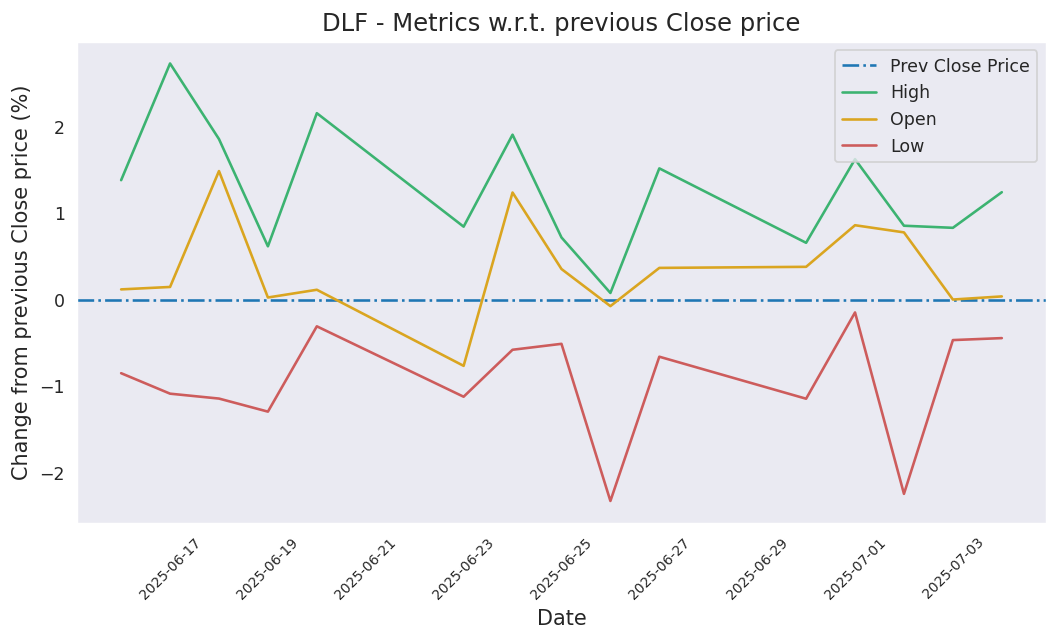 DLF - Metrics w.r.t. previous Close price
Prev Close Price
High
Open
Low
Change from previous Close price (%)
2
1
0
−1
−2
2025-06-17
2025-06-19
2025-06-21
2025-06-23
2025-06-25
2025-06-27
2025-06-29
2025-07-01
2025-07-03
Date